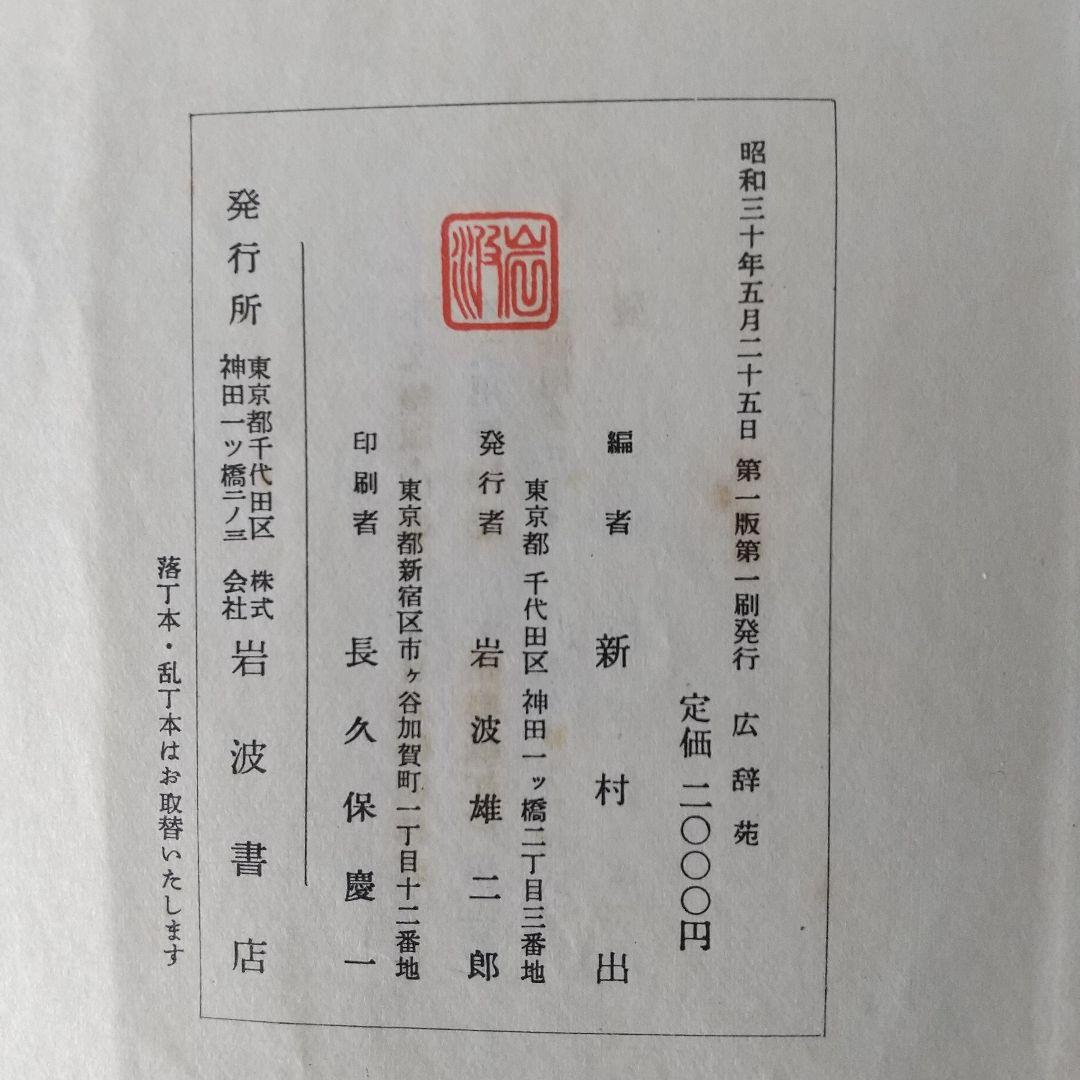 昭和三十年五月二十五日 第一版第一刷発行 広辞苑
定価 二〇〇〇円
編者 新村出
東京都千代田区神田一ッ橋二丁目三番地
発行者 岩波雄二郎
岩波
東京都新宿区市ヶ谷加賀町一丁目十二番地
印刷者 長久保慶一
発行所 東京都千代田区神田一ッ橋二ノ三 株式会社 岩波書店
落丁本・乱丁本はお取替いたします